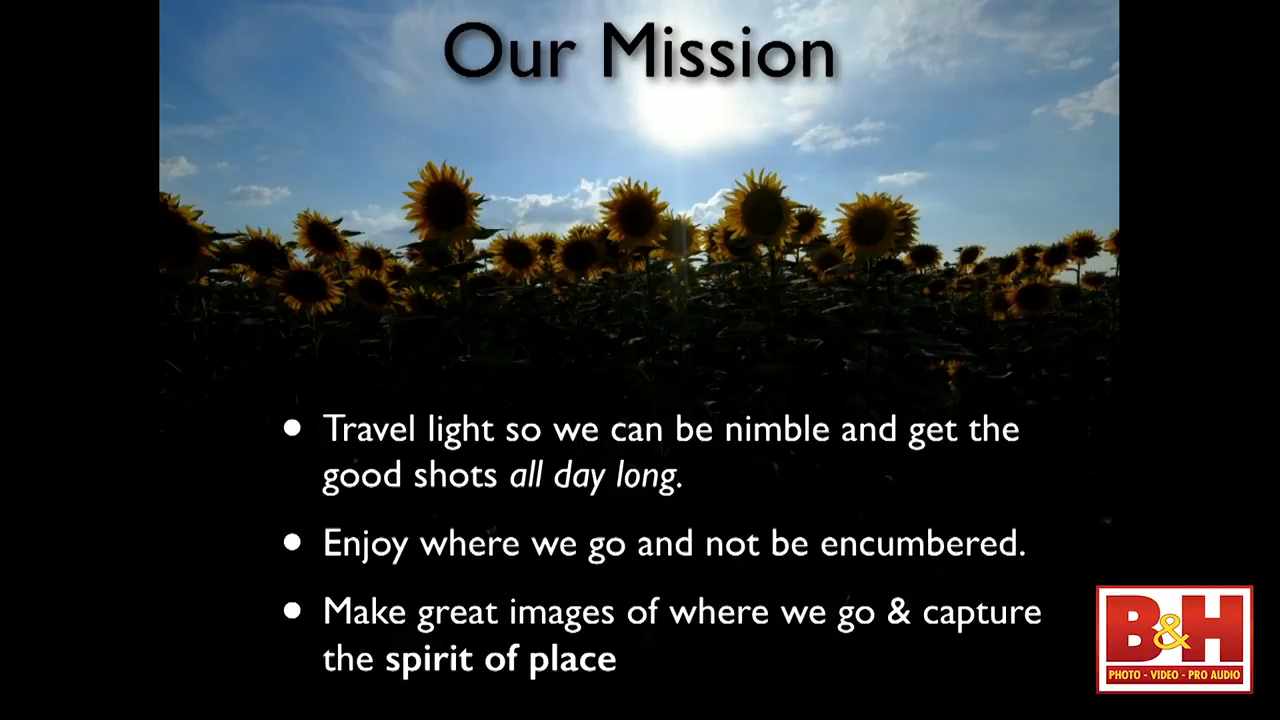 Our Mission
• Travel light so we can be nimble and get the
good shots all day long.
• Enjoy where we go and not be encumbered.
• Make great images of where we go & capture
the spirit of place
B&H
PHOTO - VIDEO - PRO AUDIO